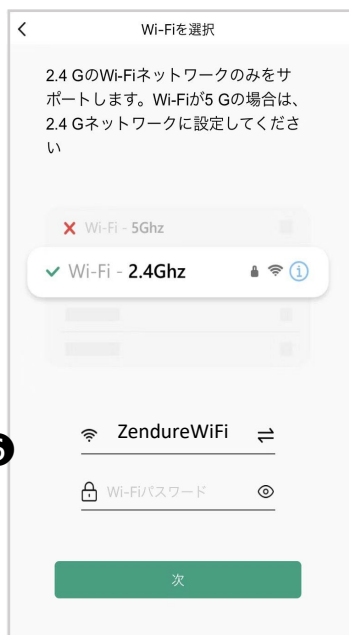 Wi-Fiを選択
2.4 GのWi-Fiネットワークのみをサ
ポートします。Wi-Fiが5 Gの場合は、
2.4 Gネットワークに設定してくださ
い
Wi-Fi - 5Ghz
Wi-Fi - 2.4Ghz
ZendureWiFi
Wi-Fiパスワード
次